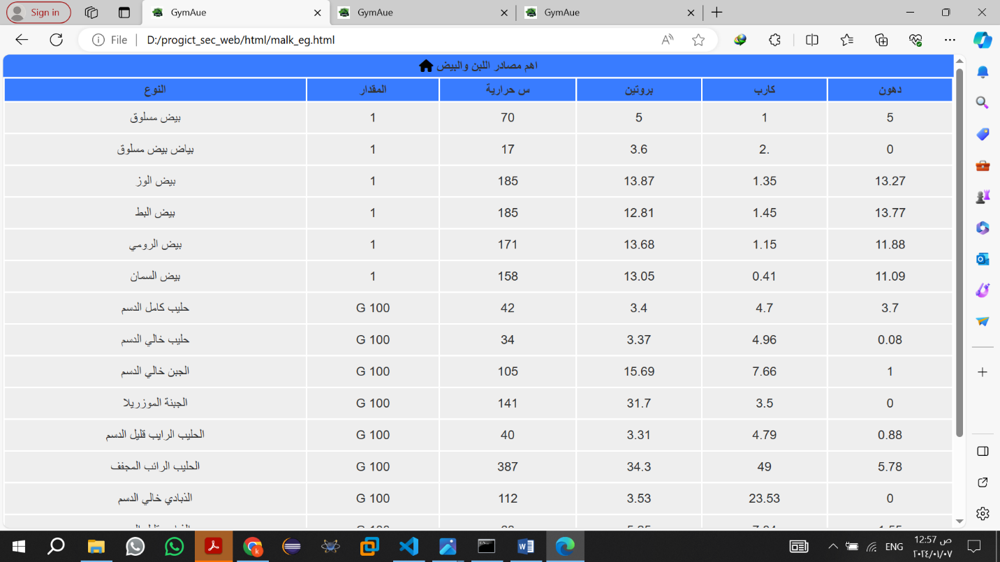 Sign in
GymAue
GymAue
GymAue
File
D:/progict_sec_web/html/malk_eg.html
اهم مصادر اللبن والبيض
النوع المقدار س حرارية بروتين كارب دهون
بيض مسلوق 1 70 5 1 5
بياض بيض مسلوق 1 17 3.6 2. 0
بيض الوز 1 185 13.87 1.35 13.27
بيض البط 1 185 12.81 1.45 13.77
بيض الرومي 1 171 13.68 1.15 11.88
بيض السمان 1 158 13.05 0.41 11.09
حليب كامل الدسم G 100 42 3.4 4.7 3.7
حليب خالي الدسم G 100 34 3.37 4.96 0.08
الجبن خالي الدسم G 100 105 15.69 7.66 1
الجبنة الموزريلا G 100 141 31.7 3.5 0
الحليب الرايب قليل الدسم G 100 40 3.31 4.79 0.88
الحليب الرائب المجفف G 100 387 34.3 49 5.78
الذبادي خالي الدسم G 100 112 3.53 23.53 0
ENG
12:57 ص
٢٠٢٤/٠١/٠٧